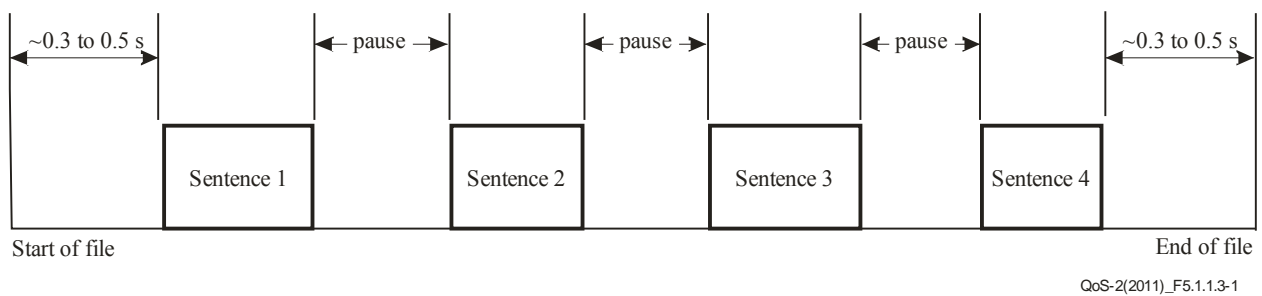 ~0.3 to 0.5 s pause pause pause ~0.3 to 0.5 s
Sentence 1 Sentence 2 Sentence 3 Sentence 4
Start of file End of file
QoS-2(2011)_F5.1.1.3-1